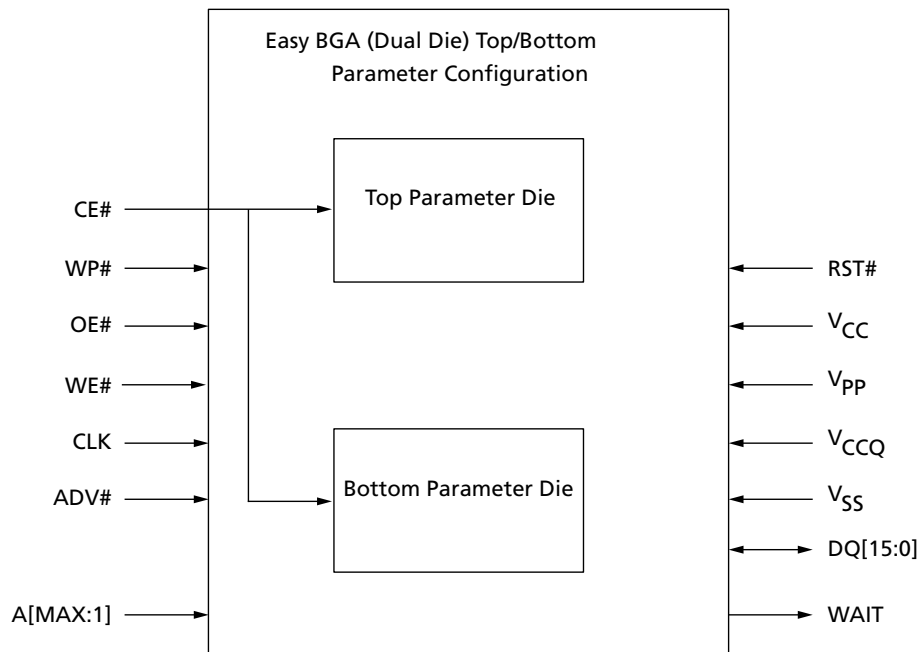 Easy BGA (Dual Die) Top/Bottom
Parameter Configuration
Top Parameter Die
CE#
WP#
RST#
OE#
VCC
WE#
VPP
CLK
VCCQ
Bottom Parameter Die
ADV#
VSS
DQ[15:0]
A[MAX:1]
WAIT